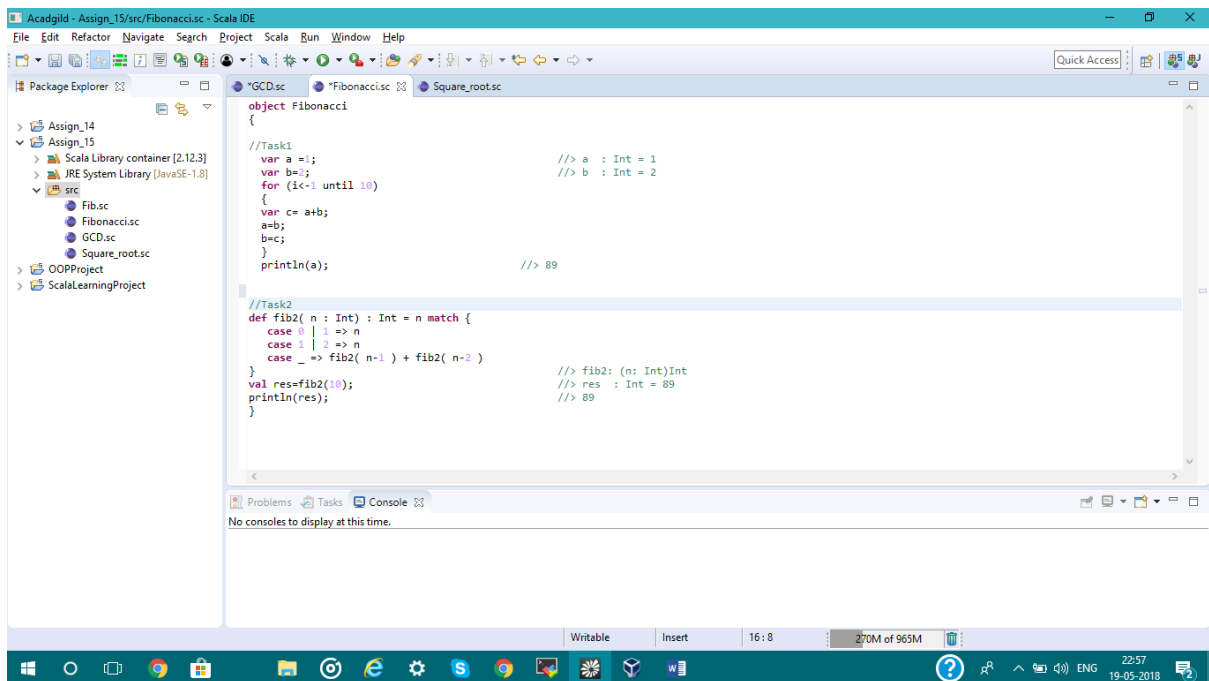 Acadgild - Assign_15/src/Fibonacci.sc - Scala IDE
File Edit Refactor Navigate Search Project Scala Run Window Help
Quick Access
Package Explorer
*GCD.sc *Fibonacci.sc Square_root.sc
Assign_14
Assign_15
Scala Library container [2.12.3]
JRE System Library [JavaSE-1.8]
src
Fib.sc
Fibonacci.sc
GCD.sc
Square_root.sc
OOPProject
ScalaLearningProject
object Fibonacci
{
//Task1
var a =1; //> a : Int = 1
var b=2; //> b : Int = 2
for (i<-1 until 10)
{
var c= a+b;
a=b;
b=c;
}
println(a); //> 89
//Task2
def fib2( n : Int) : Int = n match {
case 0 | 1 => n
case 1 | 2 => n
case _ => fib2( n-1 ) + fib2( n-2 )
} //> fib2: (n: Int)Int
val res=fib2(10); //> res : Int = 89
println(res); //> 89
}
Problems Tasks Console
No consoles to display at this time.
Writable Insert 16 : 8 270M of 965M
ENG 22:57
19-05-2018